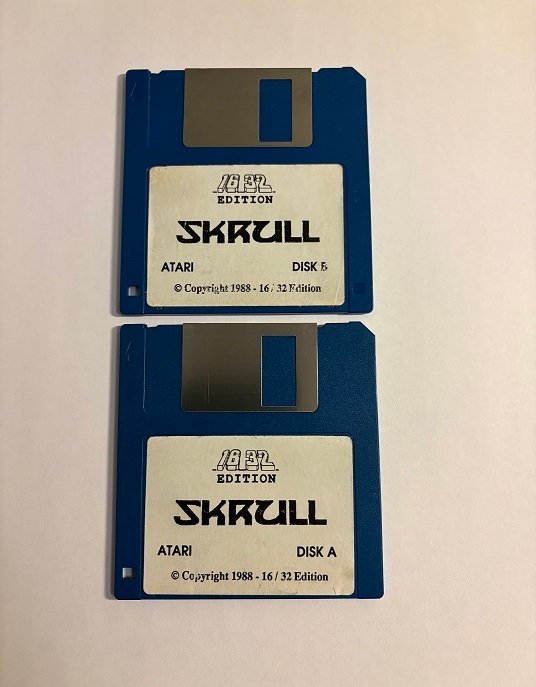 16/32
EDITION
SKRULL
ATARI DISK B
© Copyright 1988 - 16 / 32 Edition
16/32
EDITION
SKRULL
ATARI DISK A
© Copyright 1988 - 16 / 32 Edition